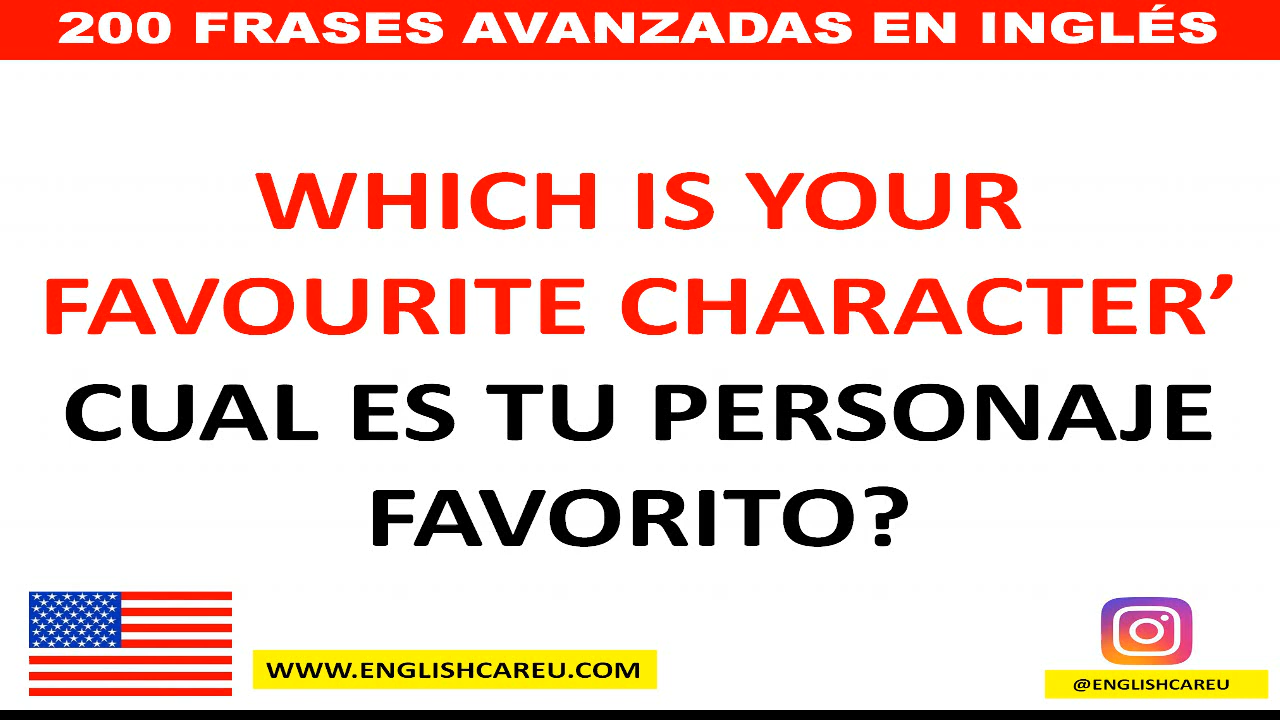 200 FRASES AVANZADAS EN INGLÉS
WHICH IS YOUR
FAVOURITE CHARACTER’
CUAL ES TU PERSONAJE
FAVORITO?
WWW.ENGLISHCAREU.COM
@ENGLISHCAREU